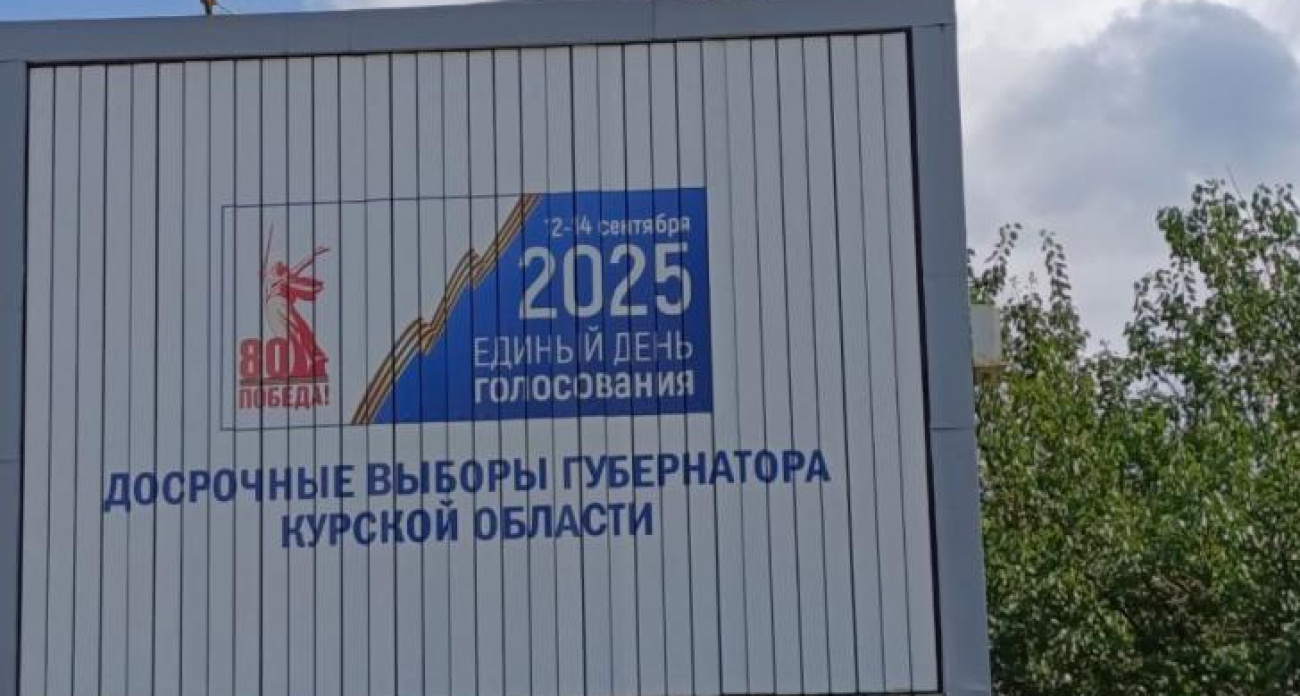 80
ПОБЕДА!
12-14 сентября
2025
ЕДИНЫЙ ДЕНЬ
ГОЛОСОВАНИЯ
ДОСРОЧНЫЕ ВЫБОРЫ ГУБЕРНАТОРА
КУРСКОЙ ОБЛАСТИ